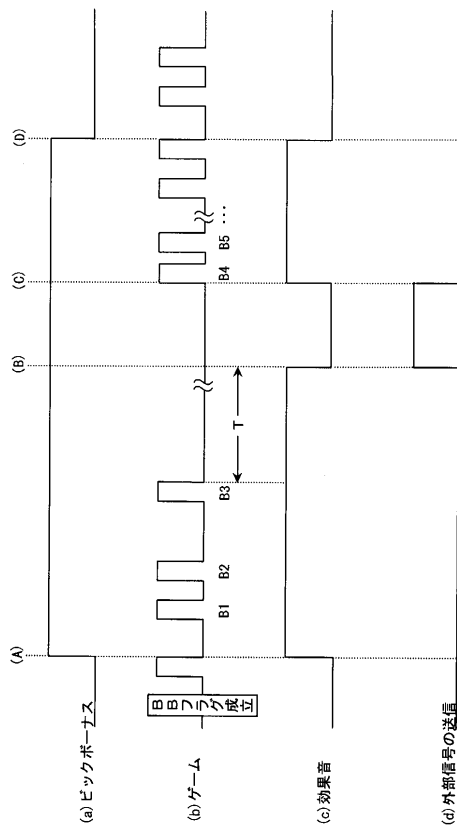 (A)
(B)
(C)
(D)
(a) ビックボーナス
(b) ゲーム
BBフラグ成立
B1
B2
B3
B4
B5
...
T
(c) 効果音
(d) 外部信号の送信